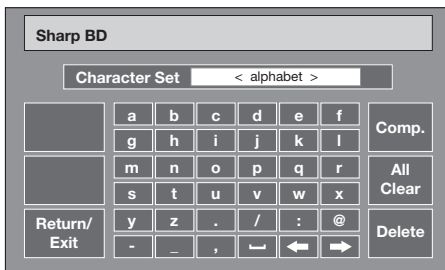 Sharp BD
Character Set < alphabet >
a b c d e f
g h i j k l
Comp.
m n o p q r
s t u v w x
All
Clear
Return/
Exit
y z . / : @
- _ , ⎵ ← →
Delete